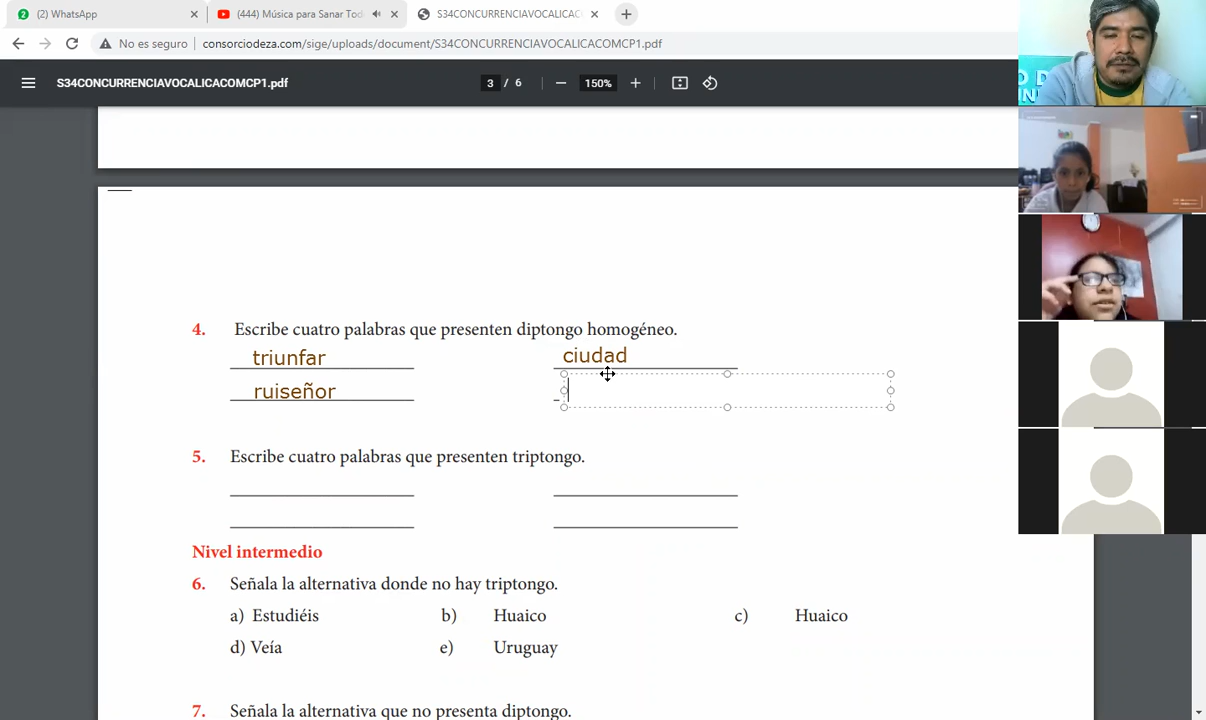 (2) WhatsApp
(444) Música para Sanar Tod
S34CONCURRENCIAVOCALICAC
No es seguro
consorciodeza.com/sige/uploads/document/S34CONCURRENCIAVOCALICACOMCP1.pdf
S34CONCURRENCIAVOCALICACOMCP1.pdf
3 / 6
150%
4. Escribe cuatro palabras que presenten diptongo homogéneo.
triunfar ciudad
ruiseñor
5. Escribe cuatro palabras que presenten triptongo.
Nivel intermedio
6. Señala la alternativa donde no hay triptongo.
a) Estudiéis b) Huaico c) Huaico
d) Veía e) Uruguay
7. Señala la alternativa que no presenta diptongo.